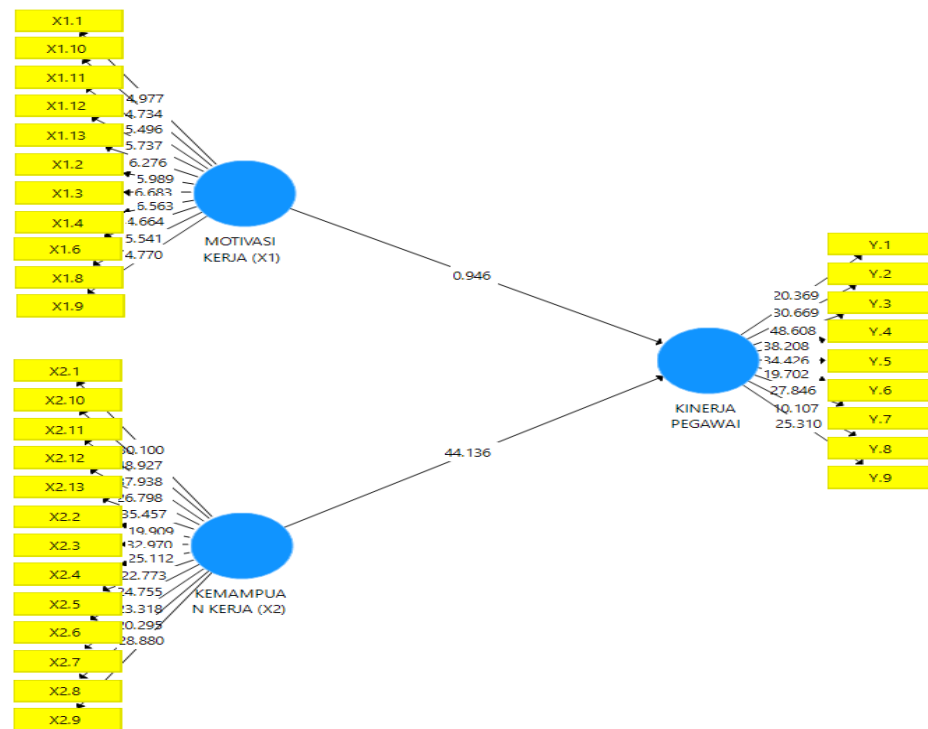 X1.1
X1.10
X1.11
X1.12
X1.13
X1.2
X1.3
X1.4
X1.6
X1.8
X1.9
4.977
4.734
5.496
5.737
6.276
5.989
6.683
6.563
4.664
5.541
4.770
MOTIVASI
KERJA (X1)
0.946
X2.1
X2.10
X2.11
X2.12
X2.13
X2.2
X2.3
X2.4
X2.5
X2.6
X2.7
X2.8
X2.9
26.798
35.457
19.909
32.970
25.112
22.773
24.755
23.318
20.295
28.880
KEMAMPUA
N KERJA (X2)
44.136
KINERJA
PEGAWAI
20.369
30.669
48.608
38.208
34.426
19.702
27.846
10.107
25.310
Y.1
Y.2
Y.3
Y.4
Y.5
Y.6
Y.7
Y.8
Y.9